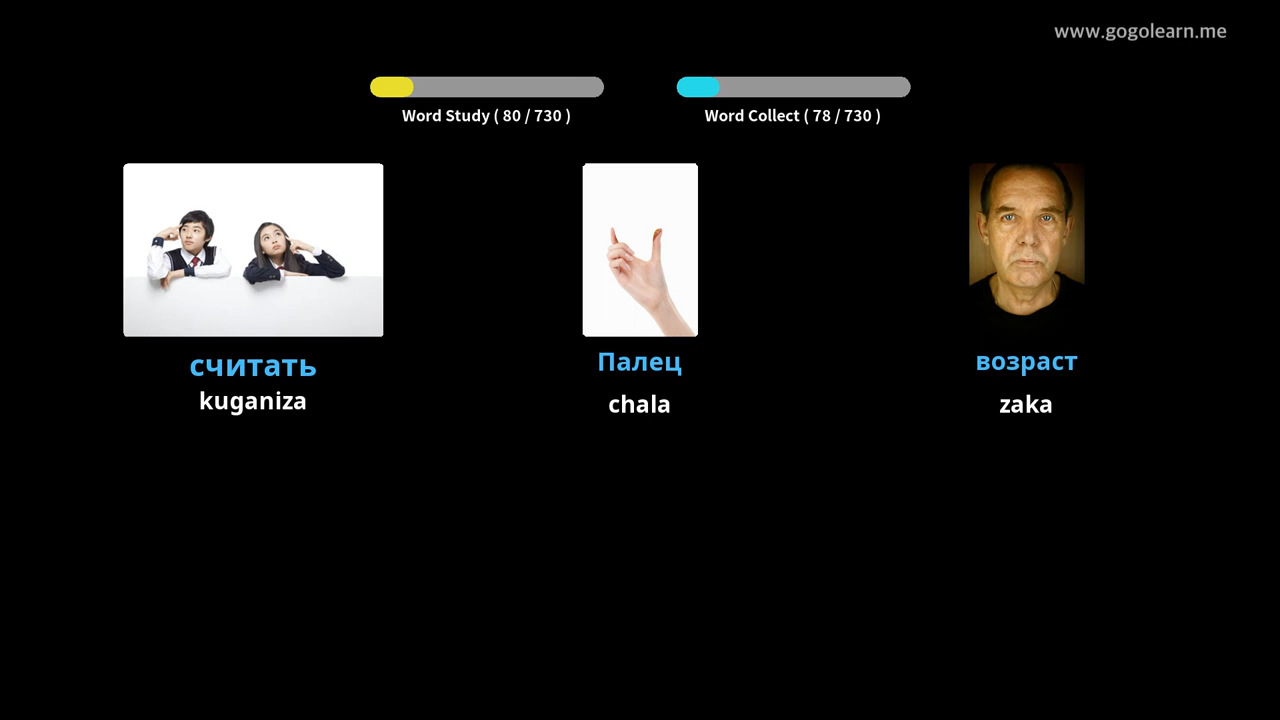 www.gogolearn.me
Word Study ( 80 / 730 )
Word Collect ( 78 / 730 )
считать
kuganiza
Палец
chala
возраст
zaka